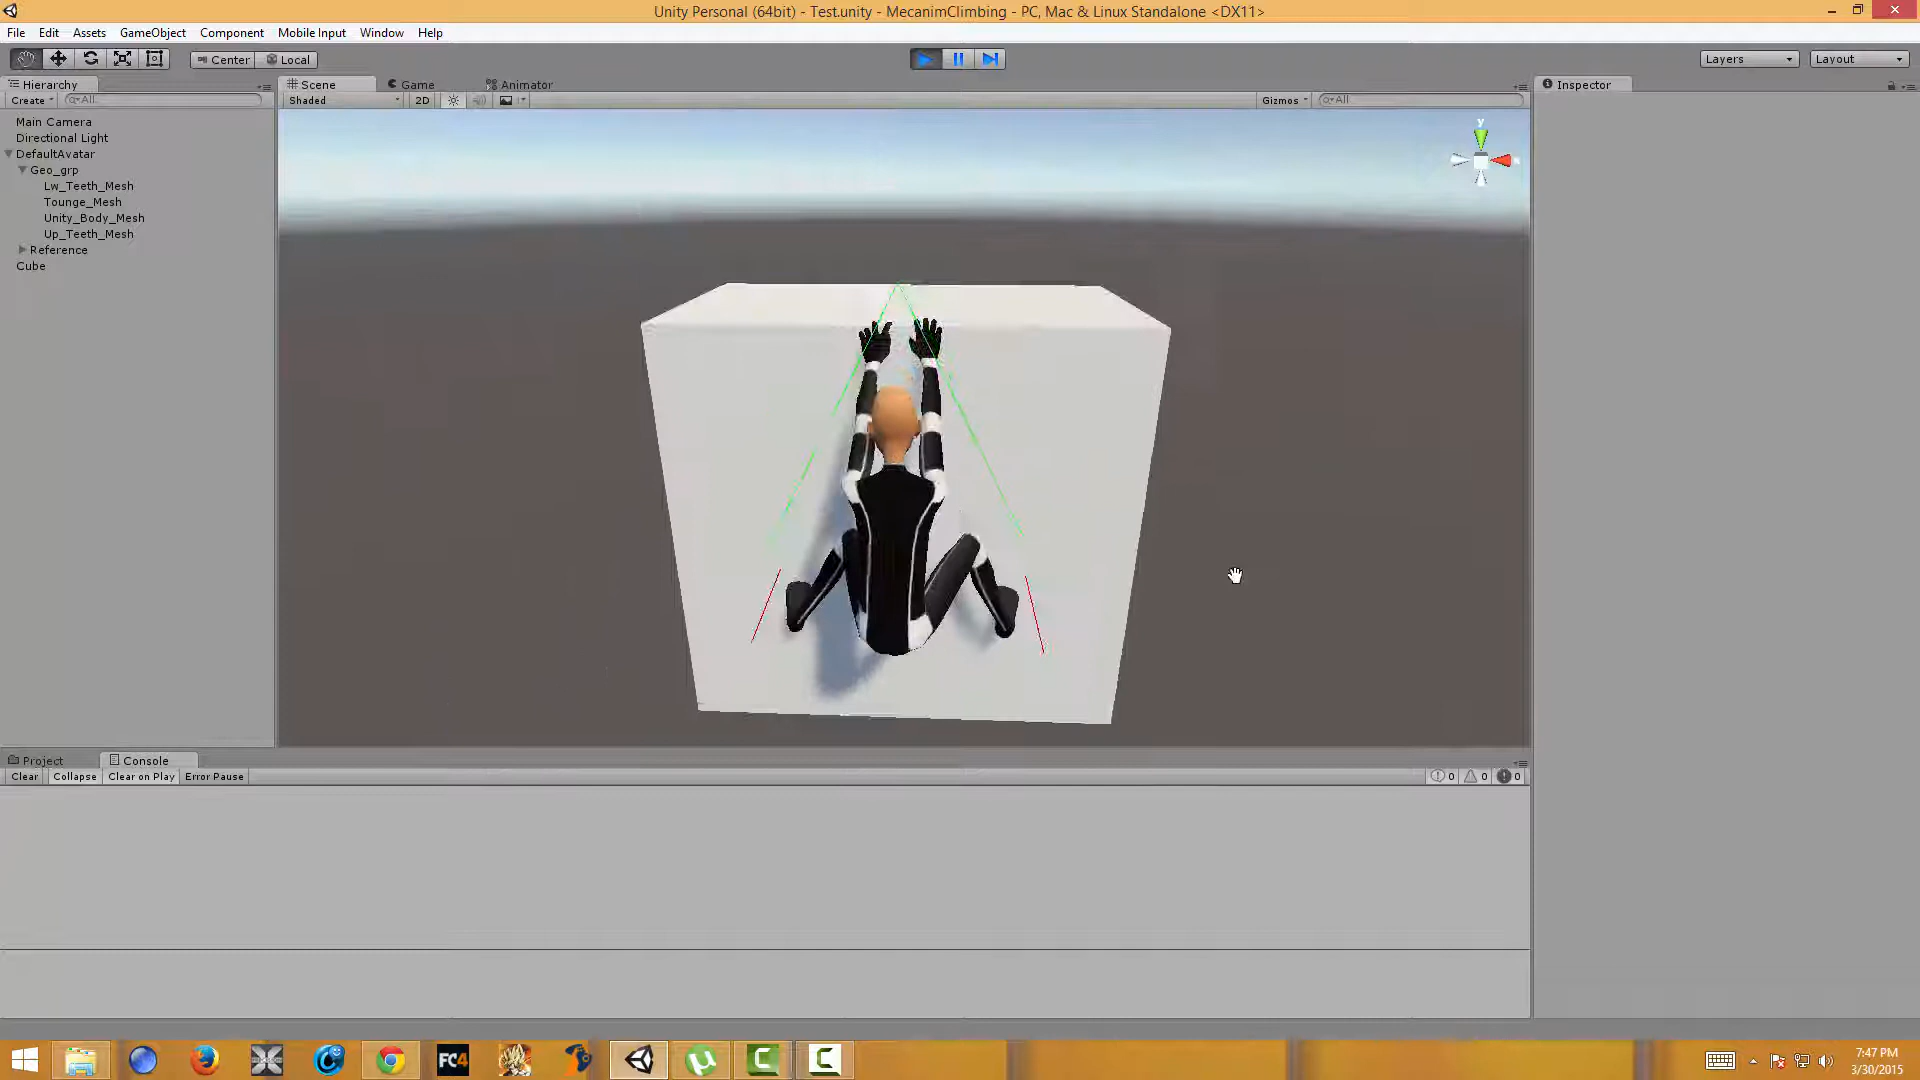 Unity Personal (64bit) - Test.unity - MecanimClimbing - PC, Mac & Linux Standalone <DX11>
File Edit Assets GameObject Component Mobile Input Window Help
Center Local Layers Layout
Hierarchy Scene Game Animator Inspector
Create All Shaded 2D Gizmos All
Main Camera
Directional Light
DefaultAvatar
Geo_grp
Lw_Teeth_Mesh
Tounge_Mesh
Unity_Body_Mesh
Up_Teeth_Mesh
Reference
Cube
y
Project Console
Clear Collapse Clear on Play Error Pause 0 0 0
FC4
7:47 PM
3/30/2015